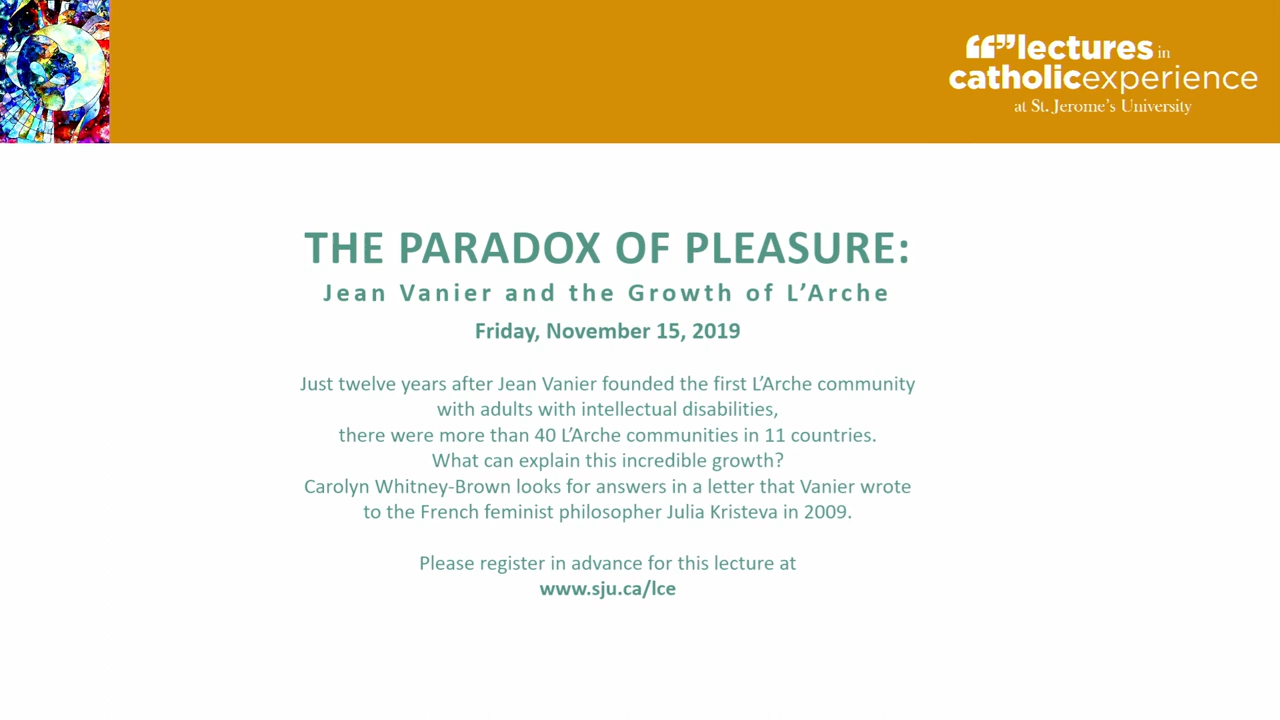 ❝❞lectures in
catholicexperience
at St. Jerome's University
THE PARADOX OF PLEASURE:
Jean Vanier and the Growth of L'Arche
Friday, November 15, 2019
Just twelve years after Jean Vanier founded the first L'Arche community
with adults with intellectual disabilities,
there were more than 40 L'Arche communities in 11 countries.
What can explain this incredible growth?
Carolyn Whitney-Brown looks for answers in a letter that Vanier wrote
to the French feminist philosopher Julia Kristeva in 2009.
Please register in advance for this lecture at
www.sju.ca/lce